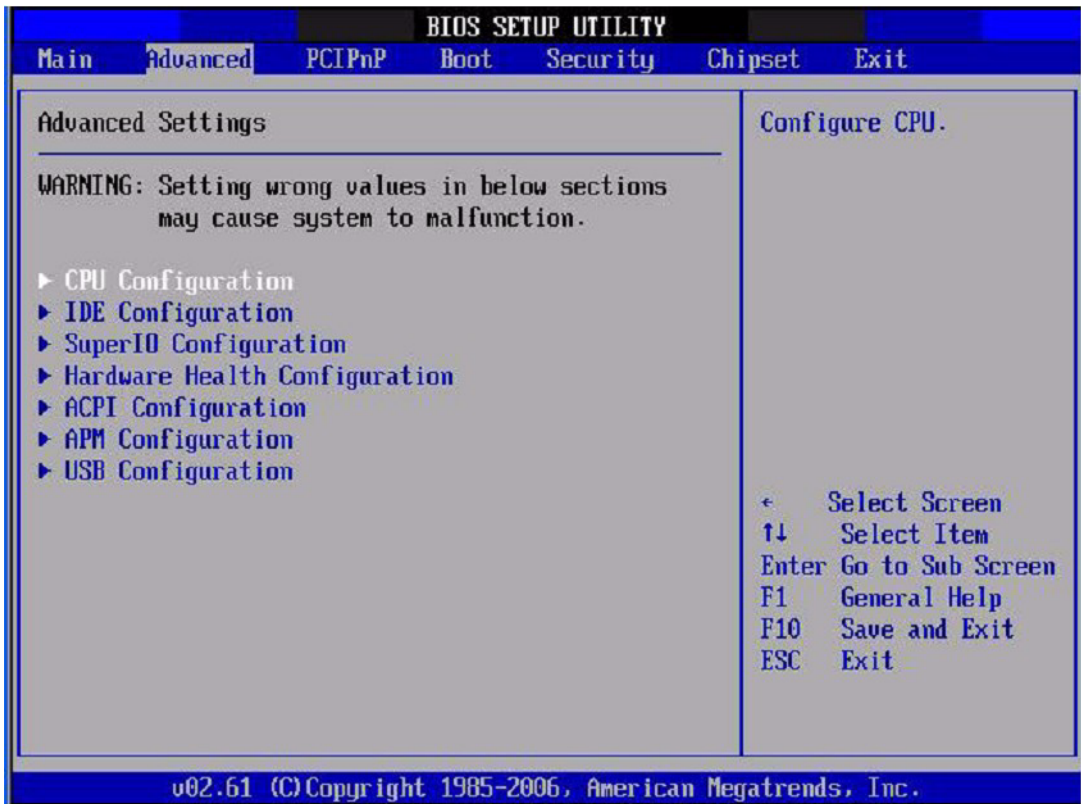 BIOS SETUP UTILITY
Main Advanced PCIPnP Boot Security Chipset Exit
Advanced Settings
WARNING: Setting wrong values in below sections
may cause system to malfunction.
▶ CPU Configuration
▶ IDE Configuration
▶ SuperIO Configuration
▶ Hardware Health Configuration
▶ ACPI Configuration
▶ APM Configuration
▶ USB Configuration
Configure CPU.
← Select Screen
↑↓ Select Item
Enter Go to Sub Screen
F1 General Help
F10 Save and Exit
ESC Exit
v02.61 (C)Copyright 1985-2006, American Megatrends, Inc.